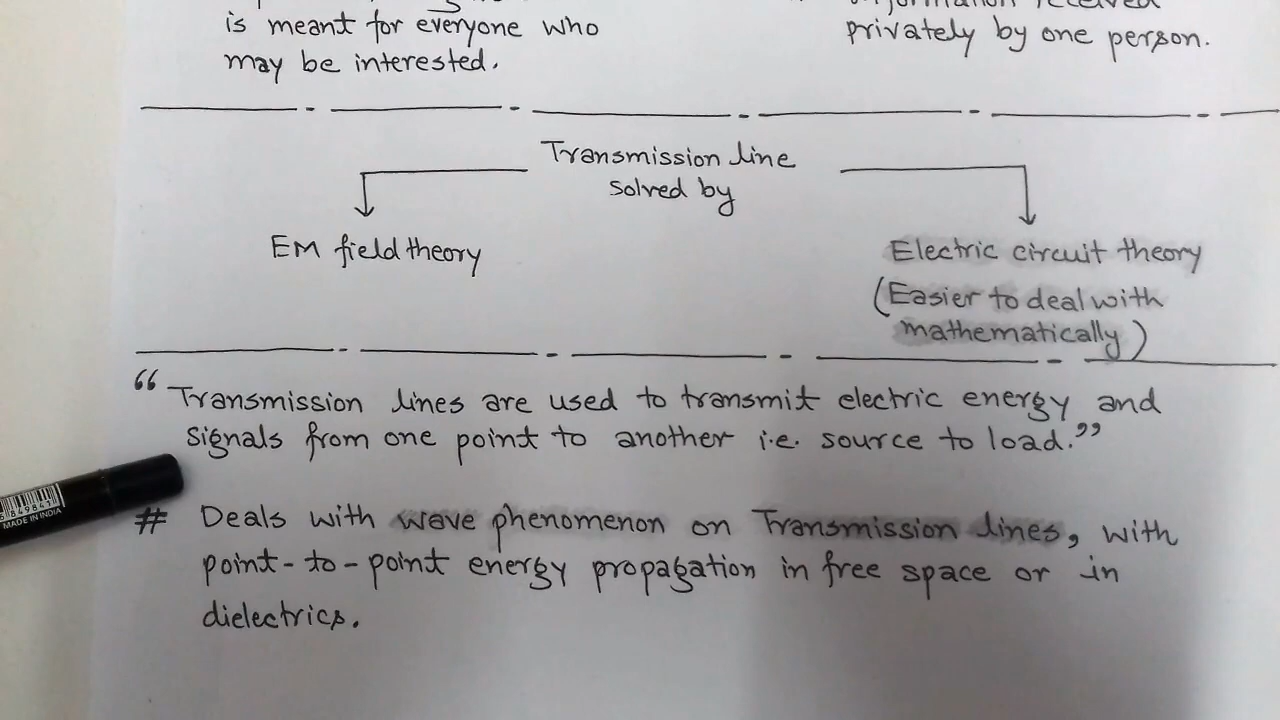 is meant for everyone who
may be interested.
information received
privately by one person.
Transmission line
solved by
EM field theory
Electric circuit theory
(Easier to deal with
mathematically)
“Transmission lines are used to transmit electric energy and
signals from one point to another i.e. source to load.”
# Deals with wave phenomenon on Transmission lines, with
point-to-point energy propagation in free space or in
dielectrics.
MADE IN INDIA